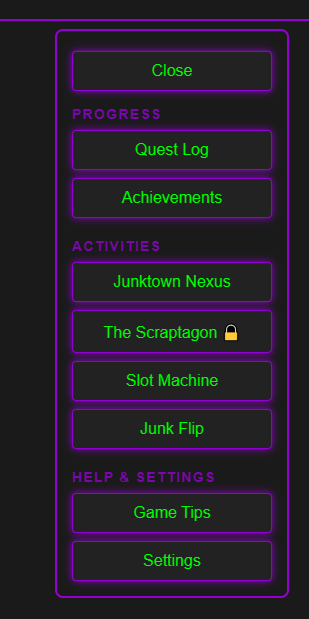 Close
PROGRESS
Quest Log
Achievements
ACTIVITIES
Junktown Nexus
The Scraptagon 🔒
Slot Machine
Junk Flip
HELP & SETTINGS
Game Tips
Settings